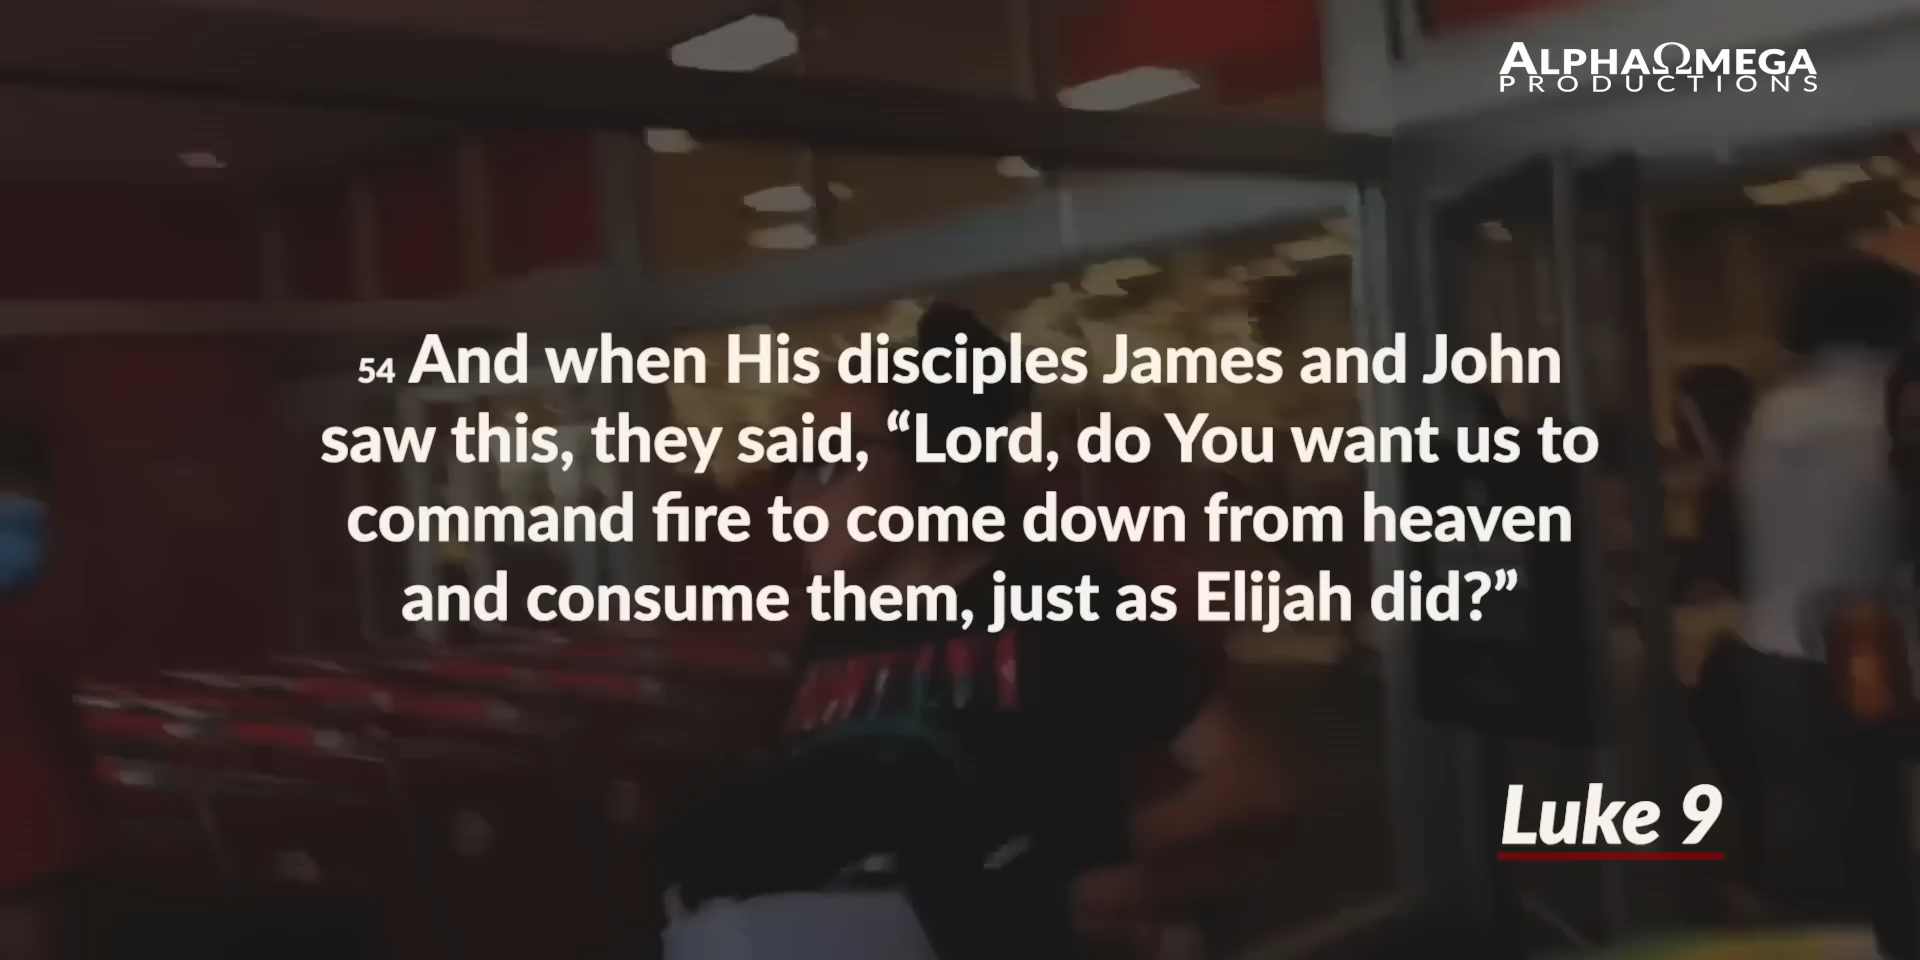 ALPHAΩMEGA
PRODUCTIONS
54 And when His disciples James and John
saw this, they said, “Lord, do You want us to
command fire to come down from heaven
and consume them, just as Elijah did?”
Luke 9